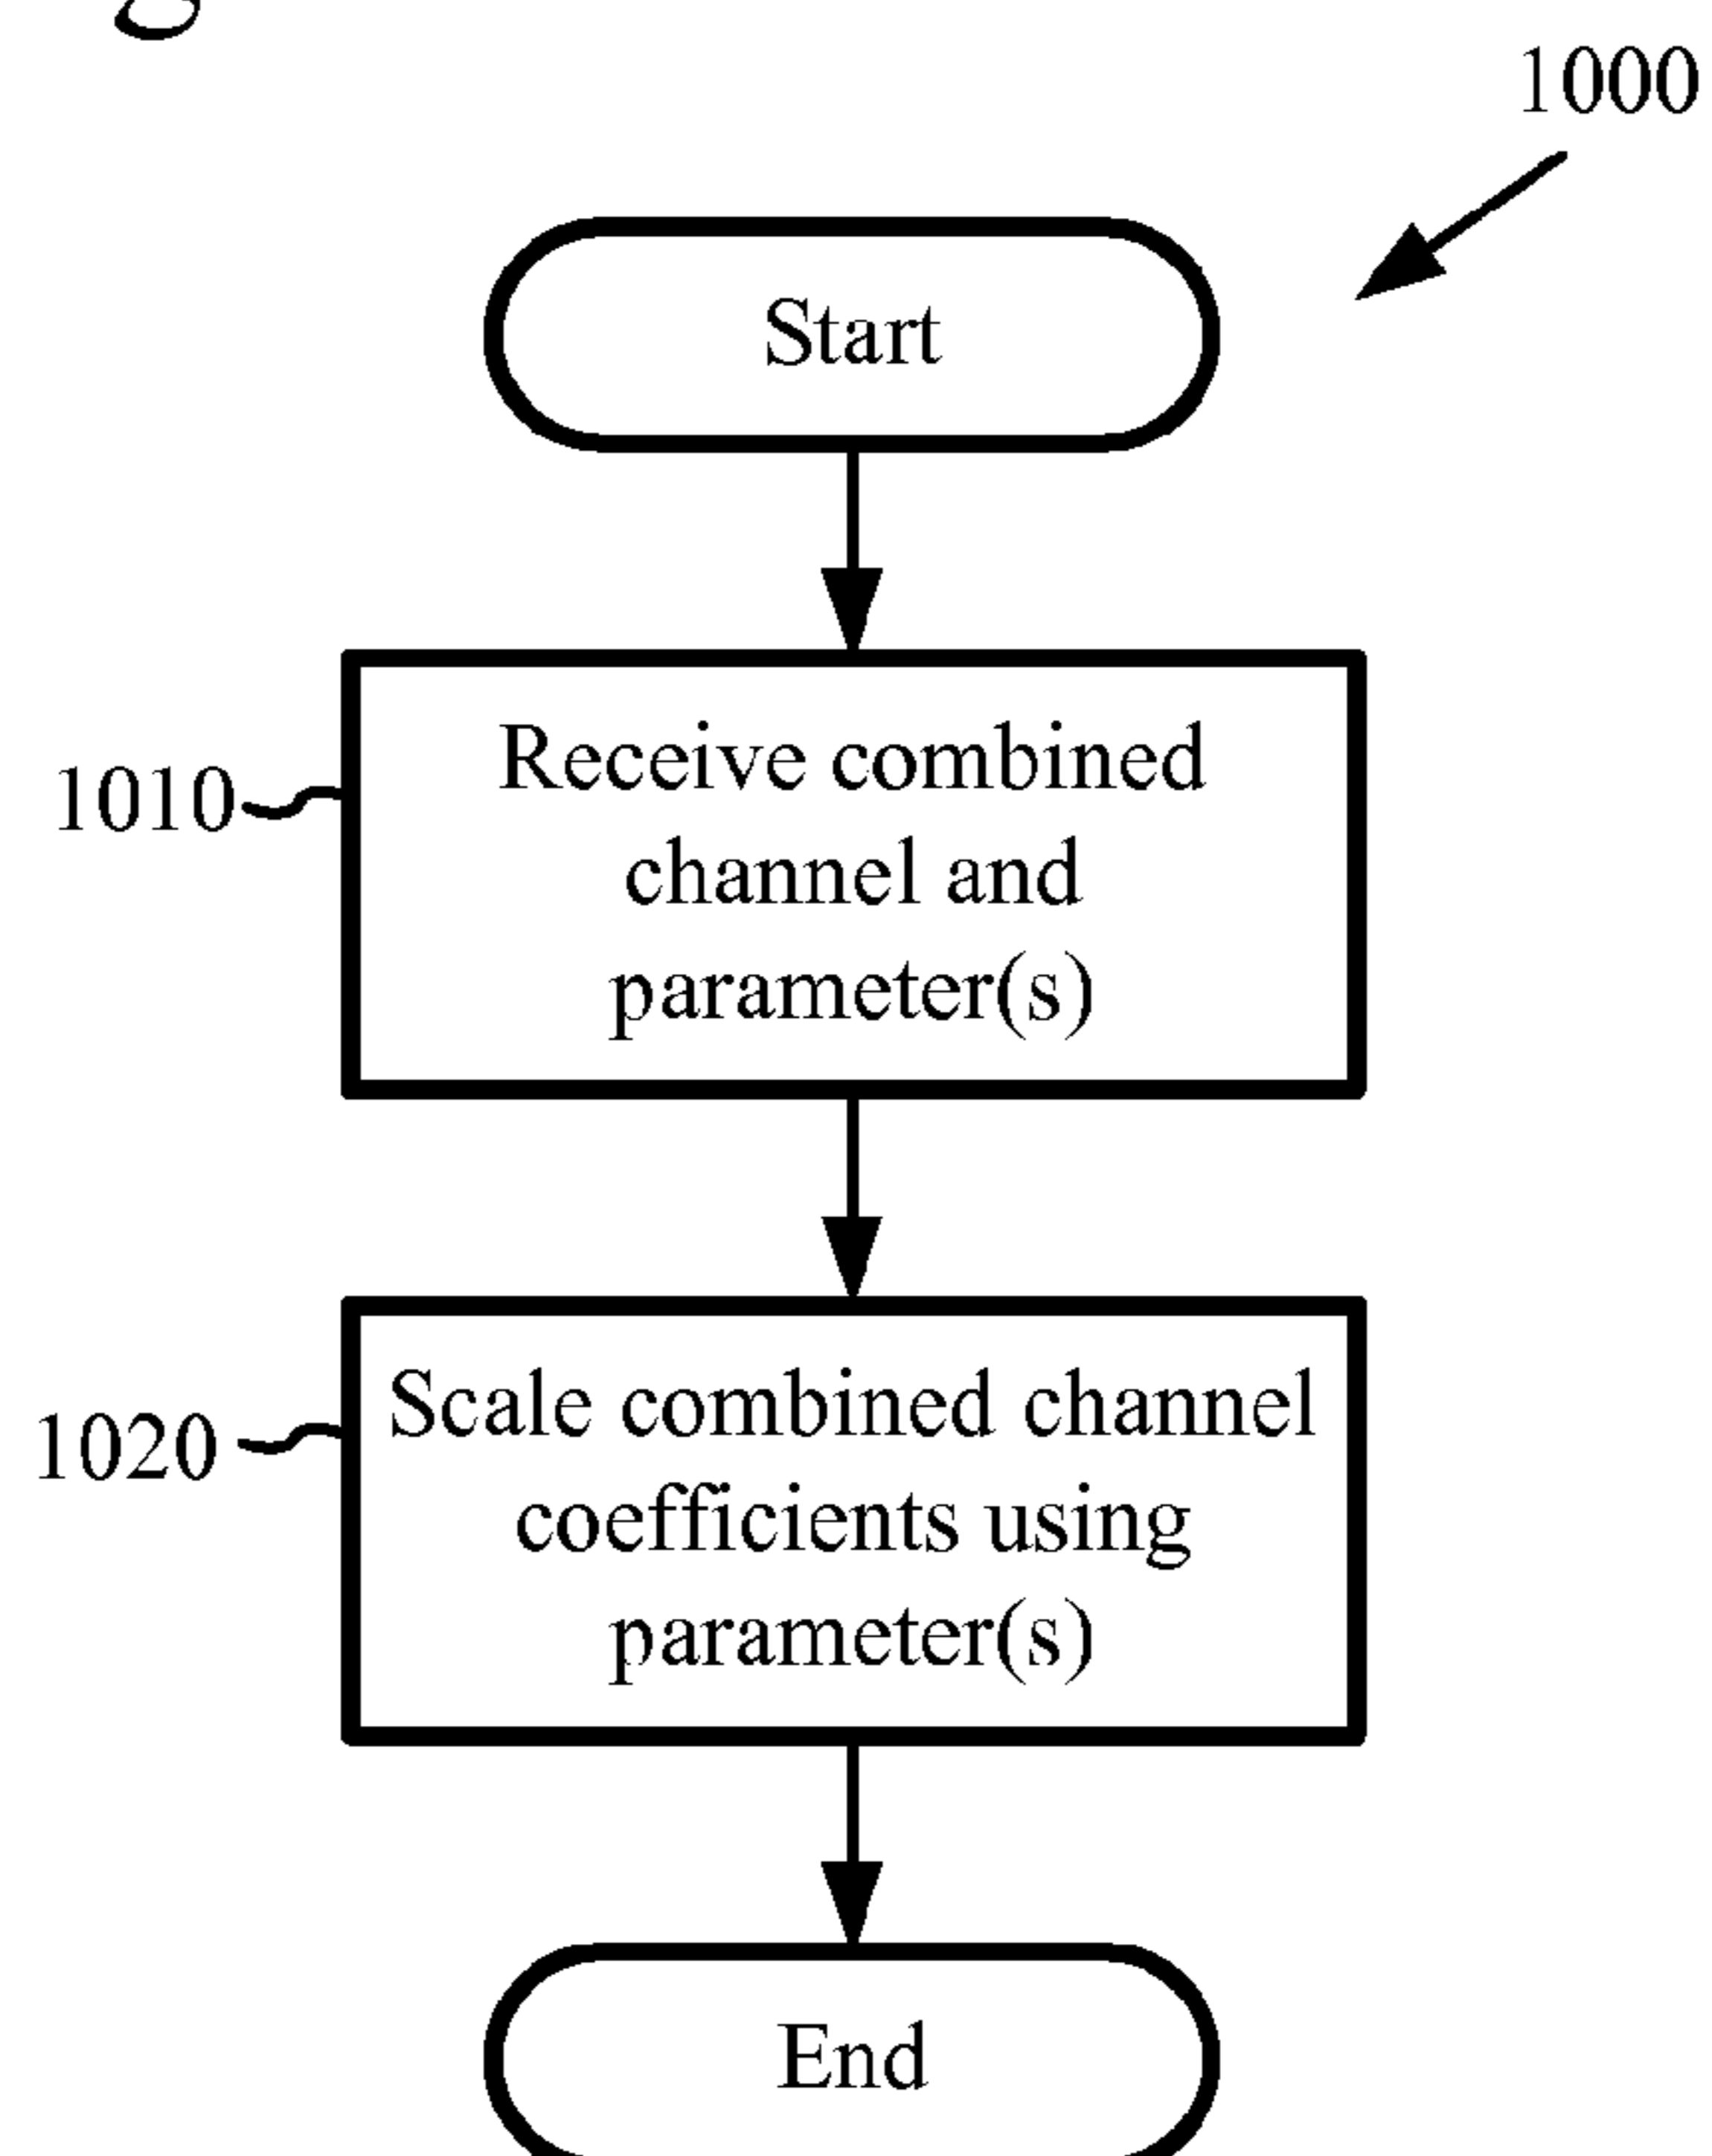 1000
Start
1010
Receive combined
channel and
parameter(s)
1020
Scale combined channel
coefficients using
parameter(s)
End